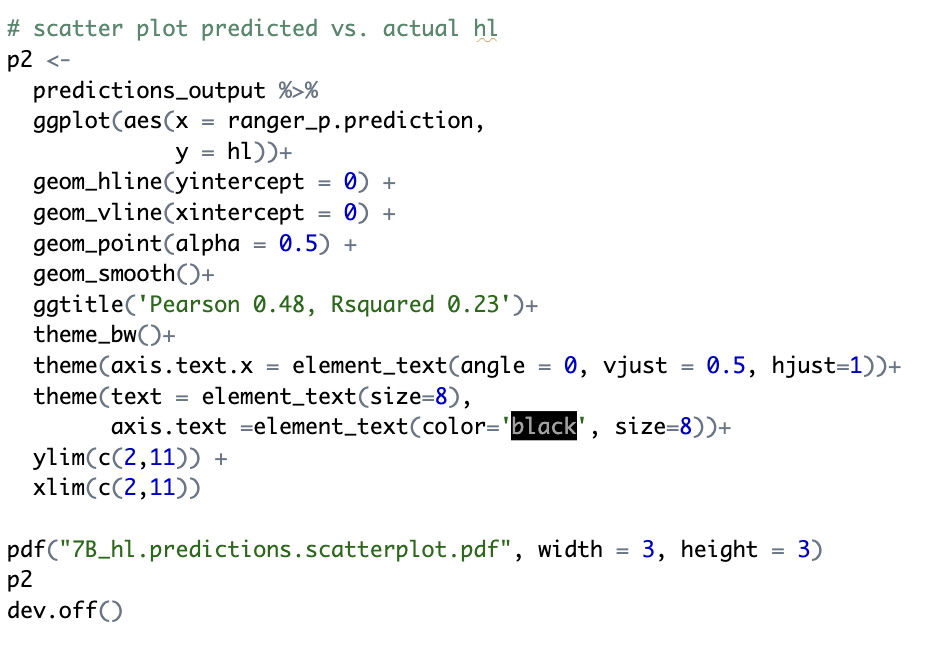 # scatter plot predicted vs. actual hl
p2 <-
  predictions_output %>%
  ggplot(aes(x = ranger_p.prediction,
             y = hl))+
  geom_hline(yintercept = 0) +
  geom_vline(xintercept = 0) +
  geom_point(alpha = 0.5) +
  geom_smooth()+
  ggtitle('Pearson 0.48, Rsquared 0.23')+
  theme_bw()+
  theme(axis.text.x = element_text(angle = 0, vjust = 0.5, hjust=1))+
  theme(text = element_text(size=8),
        axis.text =element_text(color='black', size=8))+
  ylim(c(2,11)) +
  xlim(c(2,11))

pdf("7B_hl.predictions.scatterplot.pdf", width = 3, height = 3)
p2
dev.off()